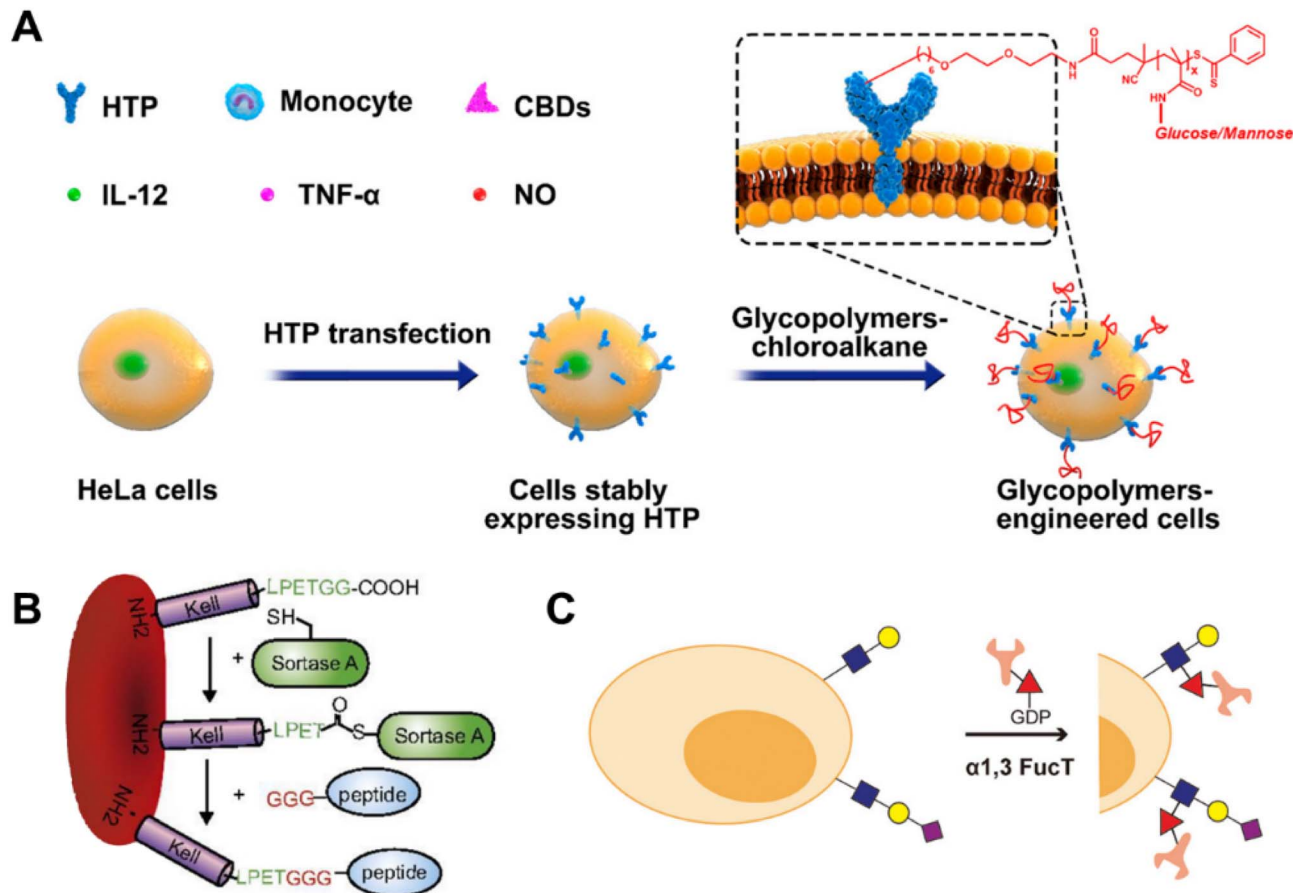 A
HTP
Monocyte
CBDs
IL-12
TNF-α
NO
6
O
O
N
H
O
NC
x
S
S
O
HN
Glucose/Mannose
HTP transfection
Glycopolymers-
chloroalkane
HeLa cells
Cells stably
expressing HTP
Glycopolymers-
engineered cells
B
NH2
Kell
LPETGG-COOH
SH
+
Sortase A
NH2
Kell
LPET
O
S
Sortase A
+
GGG
peptide
NH2
Kell
LPETGGG
peptide
C
GDP
α1,3 FucT